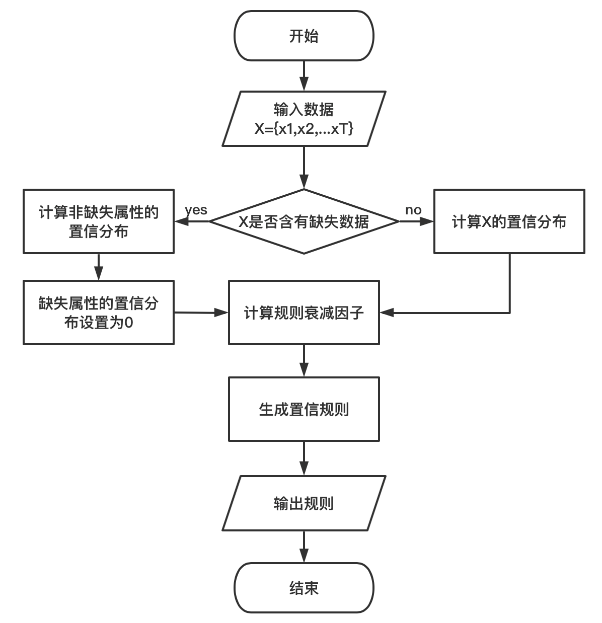 开始
输入数据
X={x1,x2,...xT}
yes
X是否含有缺失数据
no
计算非缺失属性的
置信分布
计算X的置信分布
缺失属性的置信分
布设置为0
计算规则衰减因子
生成置信规则
输出规则
结束